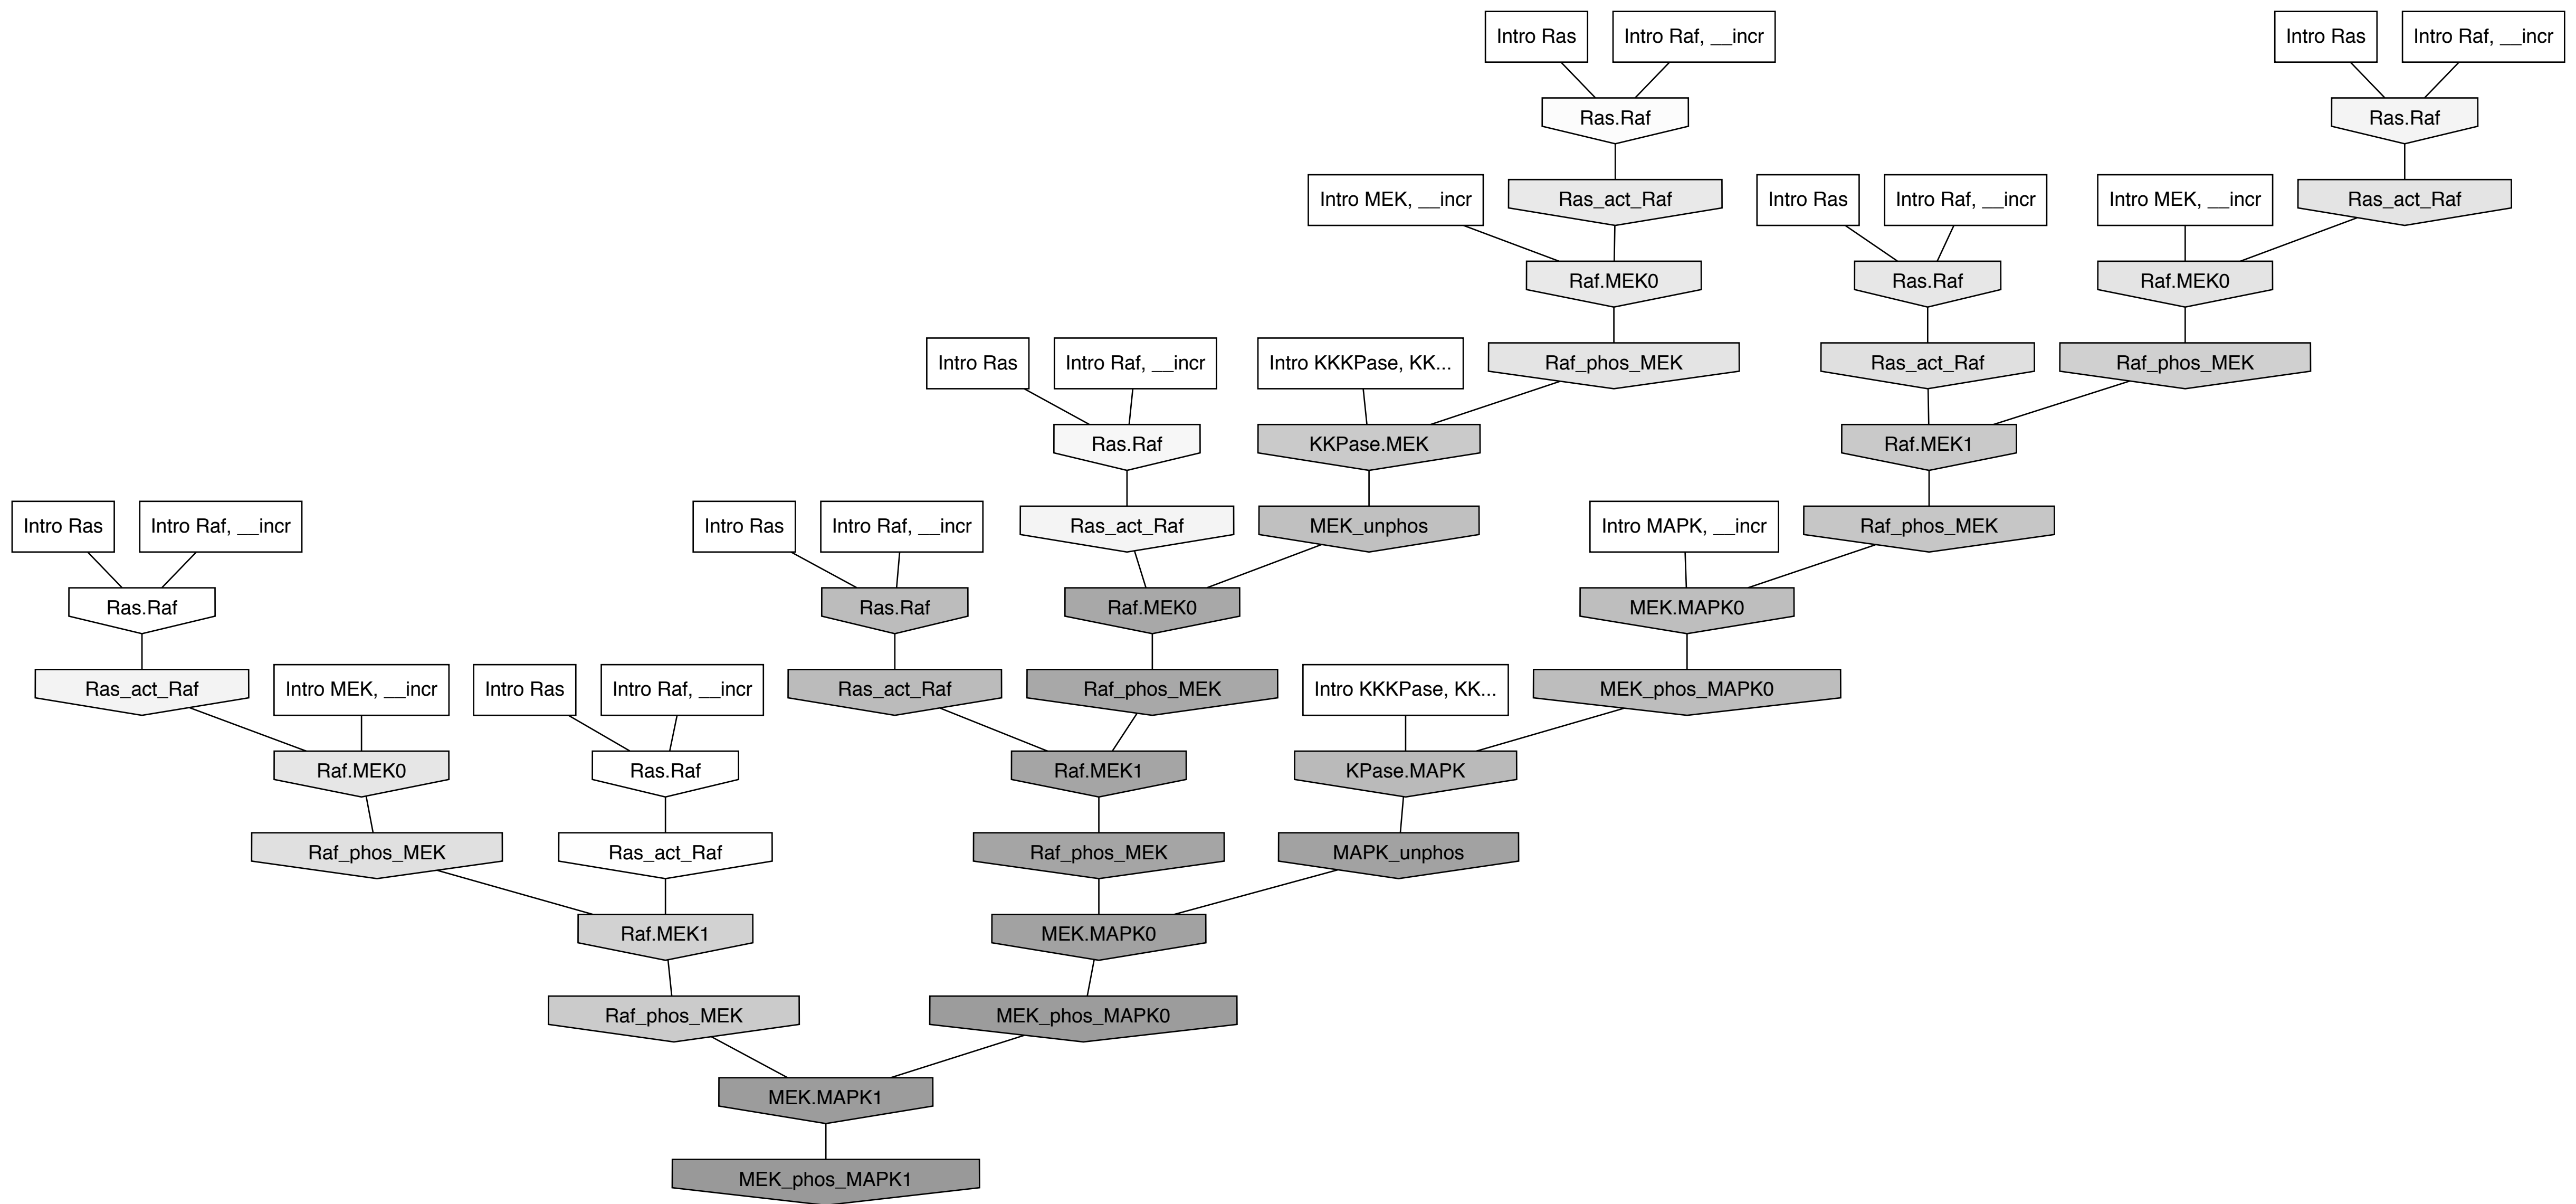 Intro Ras
Intro Raf, __incr
Intro Ras
Intro Raf, __incr
Ras.Raf
Ras.Raf
Intro MEK, __incr
Ras_act_Raf
Intro Ras
Intro Raf, __incr
Intro MEK, __incr
Ras_act_Raf
Raf.MEK0
Ras.Raf
Raf.MEK0
Intro Ras
Intro Raf, __incr
Intro KKKPase, KK...
Raf_phos_MEK
Ras_act_Raf
Raf_phos_MEK
Ras.Raf
KKPase.MEK
Raf.MEK1
Intro Ras
Intro Raf, __incr
Intro Ras
Intro Raf, __incr
Ras_act_Raf
MEK_unphos
Intro MAPK, __incr
Raf_phos_MEK
Ras.Raf
Ras.Raf
Raf.MEK0
MEK.MAPK0
Ras_act_Raf
Intro MEK, __incr
Intro Ras
Intro Raf, __incr
Ras_act_Raf
Raf_phos_MEK
Intro KKKPase, KK...
MEK_phos_MAPK0
Raf.MEK0
Ras.Raf
Raf.MEK1
KPase.MAPK
Raf_phos_MEK
Ras_act_Raf
Raf_phos_MEK
MAPK_unphos
Raf.MEK1
MEK.MAPK0
Raf_phos_MEK
MEK_phos_MAPK0
MEK.MAPK1
MEK_phos_MAPK1